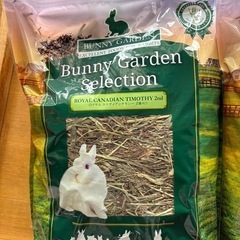 BUNNY GARDEN
Bunny Garden
Selection
ROYAL CANADIAN TIMOTHY 2nd